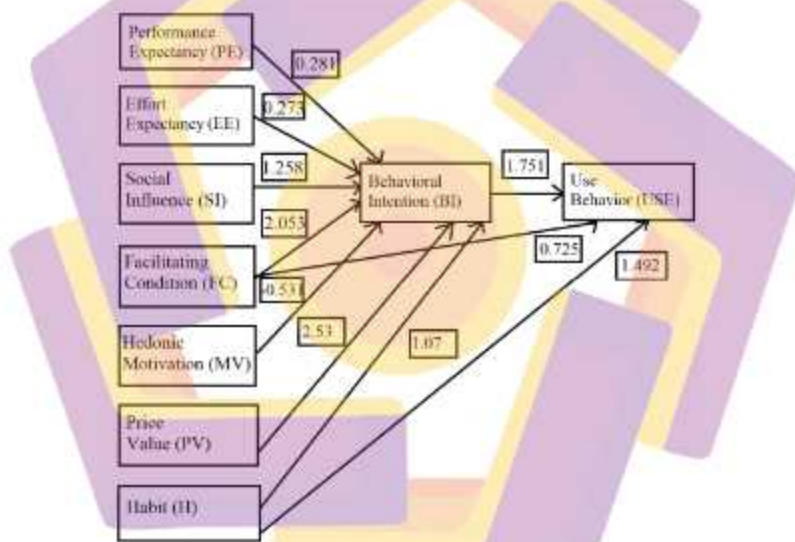 Performance
Expectancy (PE)
0.281
Effort
Expectancy (EE)
0.273
Social
Influence (SI)
1.258
Behavioral
Intention (BI)
1.751
Use
Behavior (USE)
2.053
Facilitating
Condition (FC)
0.725
-0.531
1.492
Hedonic
Motivation (MV)
2.53
1.07
Price
Value (PV)
Habit (H)